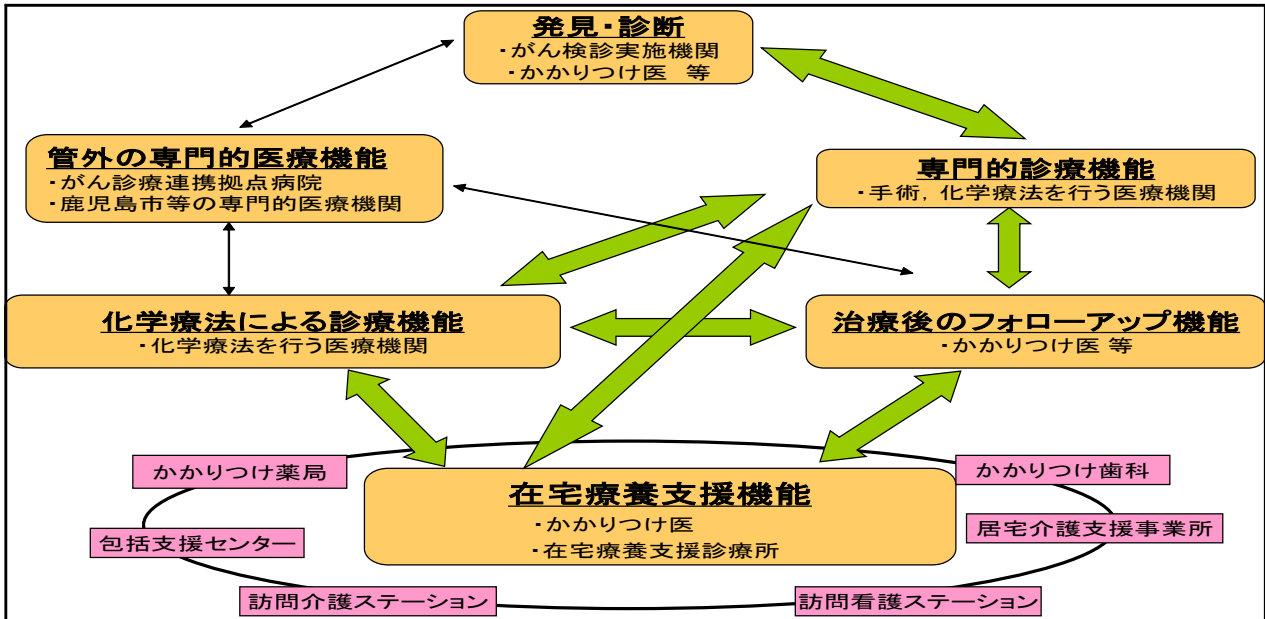 発見・診断
・がん検診実施機関
・かかりつけ医　等
管外の専門的医療機能
・がん診療連携拠点病院
・鹿児島市等の専門的医療機関
専門的診療機能
・手術，化学療法を行う医療機関
化学療法による診療機能
・化学療法を行う医療機関
治療後のフォローアップ機能
・かかりつけ医 等
かかりつけ薬局
かかりつけ歯科
在宅療養支援機能
・かかりつけ医
・在宅療養支援診療所
包括支援センター
居宅介護支援事業所
訪問介護ステーション
訪問看護ステーション